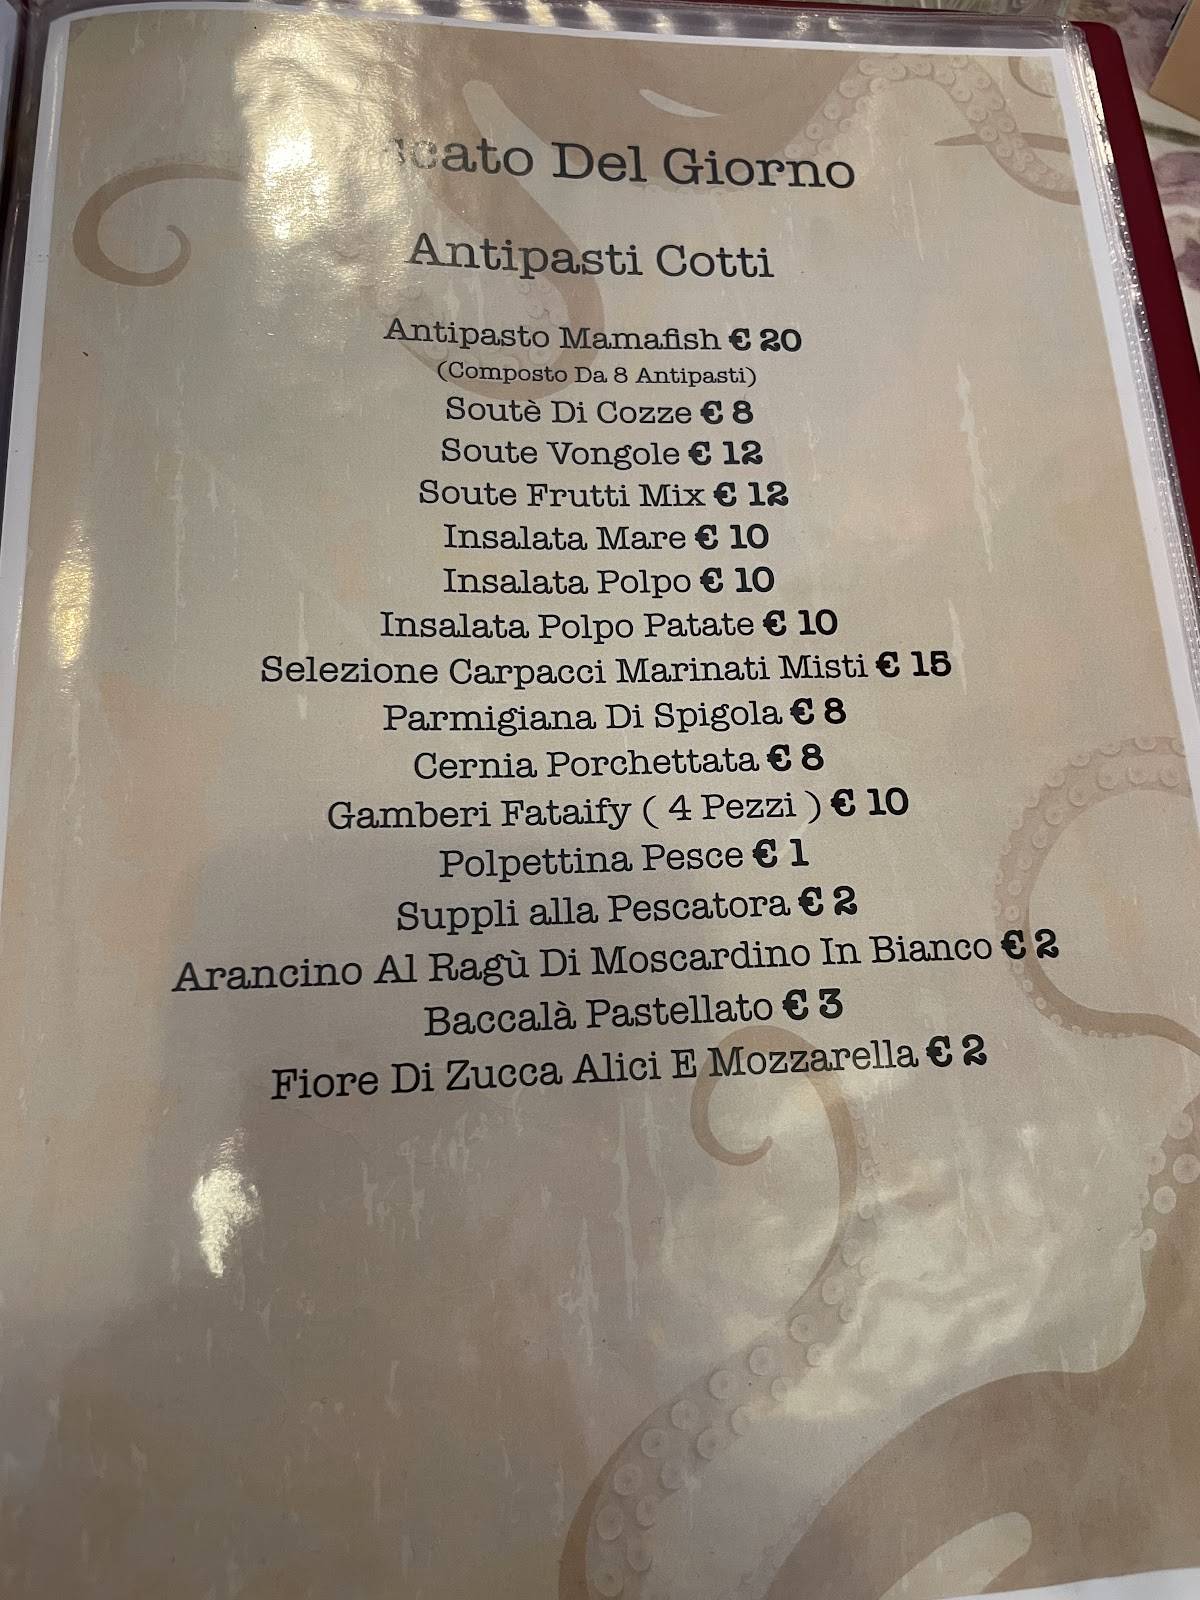 Del Giorno
Antipasti Cotti
Antipasto Mamafish € 20
(Composto Da 8 Antipasti)
Soutè Di Cozze € 8
Soute Vongole € 12
Soute Frutti Mix € 12
Insalata Mare € 10
Insalata Polpo € 10
Insalata Polpo Patate € 10
Selezione Carpacci Marinati Misti € 15
Parmigiana Di Spigola € 8
Cernia Porchettata € 8
Gamberi Fataify ( 4 Pezzi ) € 10
Polpettina Pesce € 1
Suppli alla Pescatora € 2
Arancino Al Ragù Di Moscardino In Bianco € 2
Baccalà Pastellato € 3
Fiore Di Zucca Alici E Mozzarella € 2